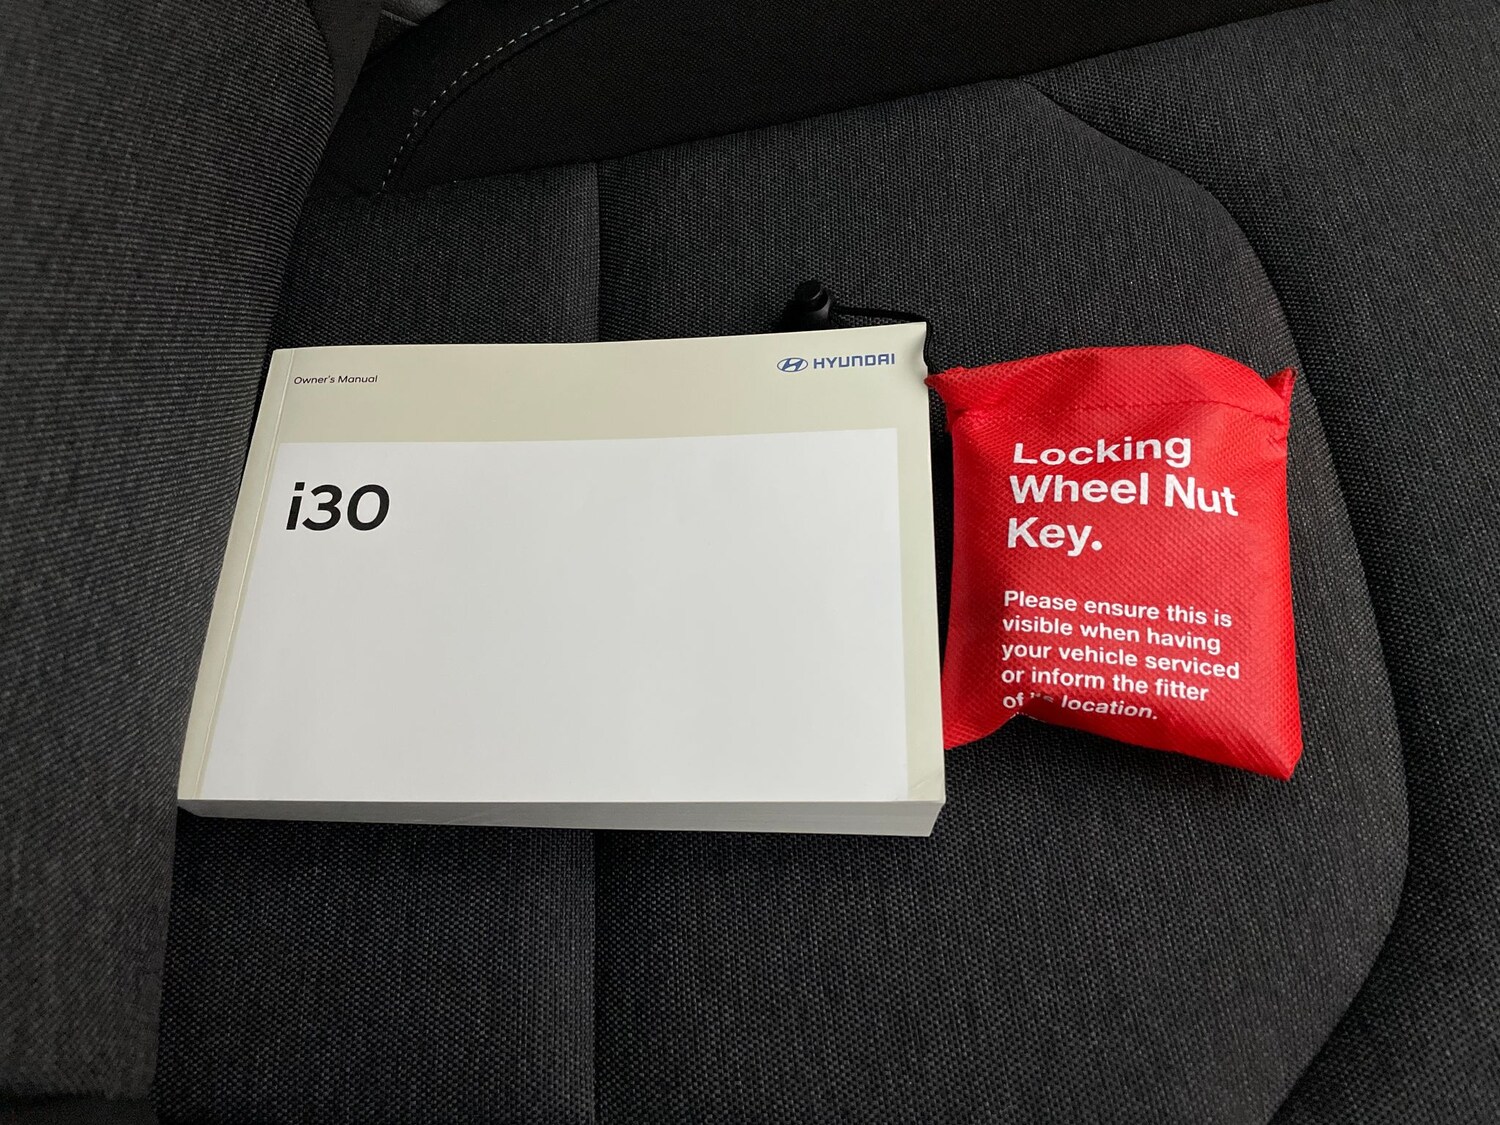 Owner's Manual
HYUNDAI
i30
Locking
Wheel Nut
Key.
Please ensure this is
visible when having
your vehicle serviced
or inform the fitter
of location.